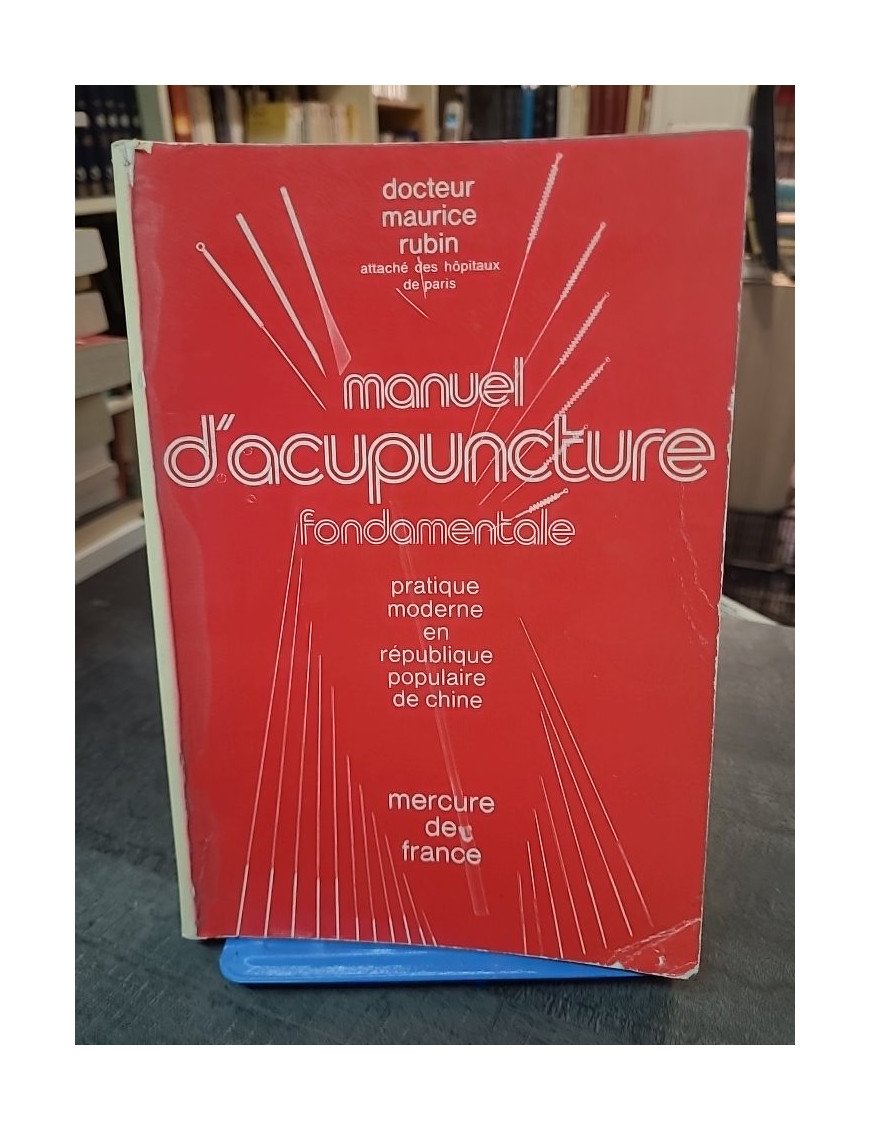 docteur
maurice
rubin
attaché des hôpitaux
de paris
manuel
d'acupuncture
fondamentale
pratique
moderne
en
république
populaire
de chine
mercure
de
france